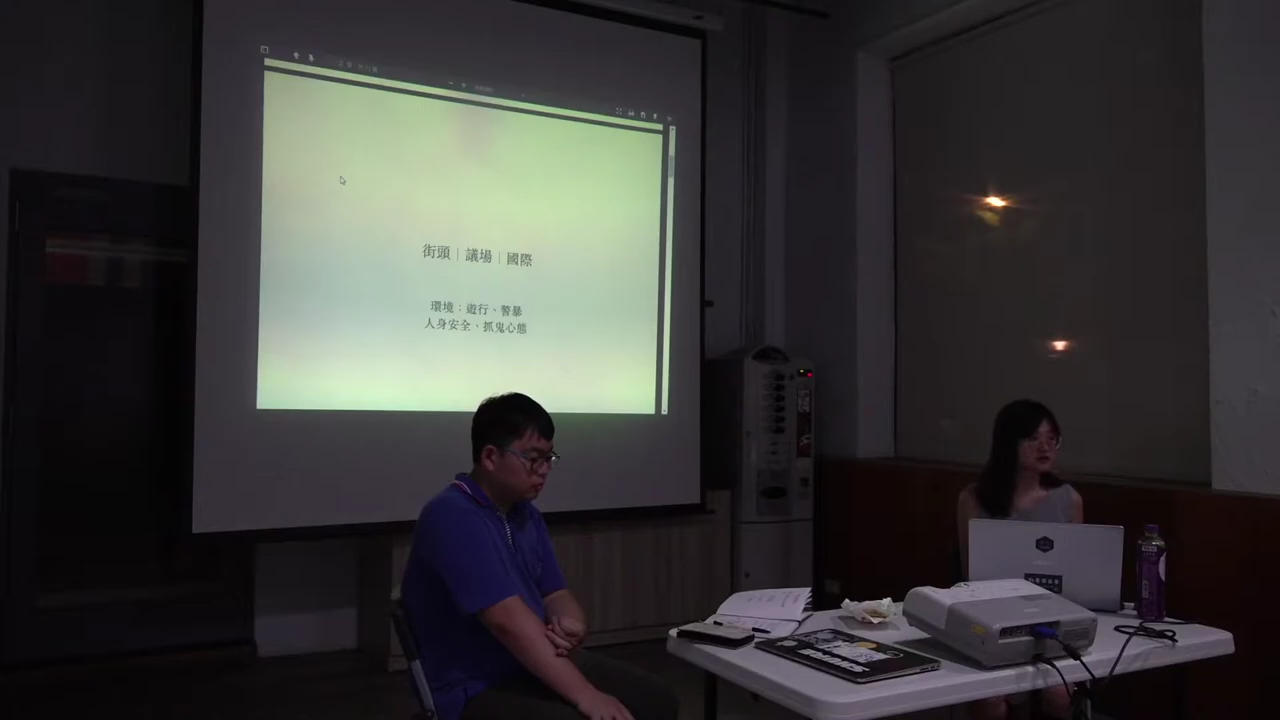 街頭｜議場｜國際
環境：遊行、警暴
人身安全、抓鬼心態